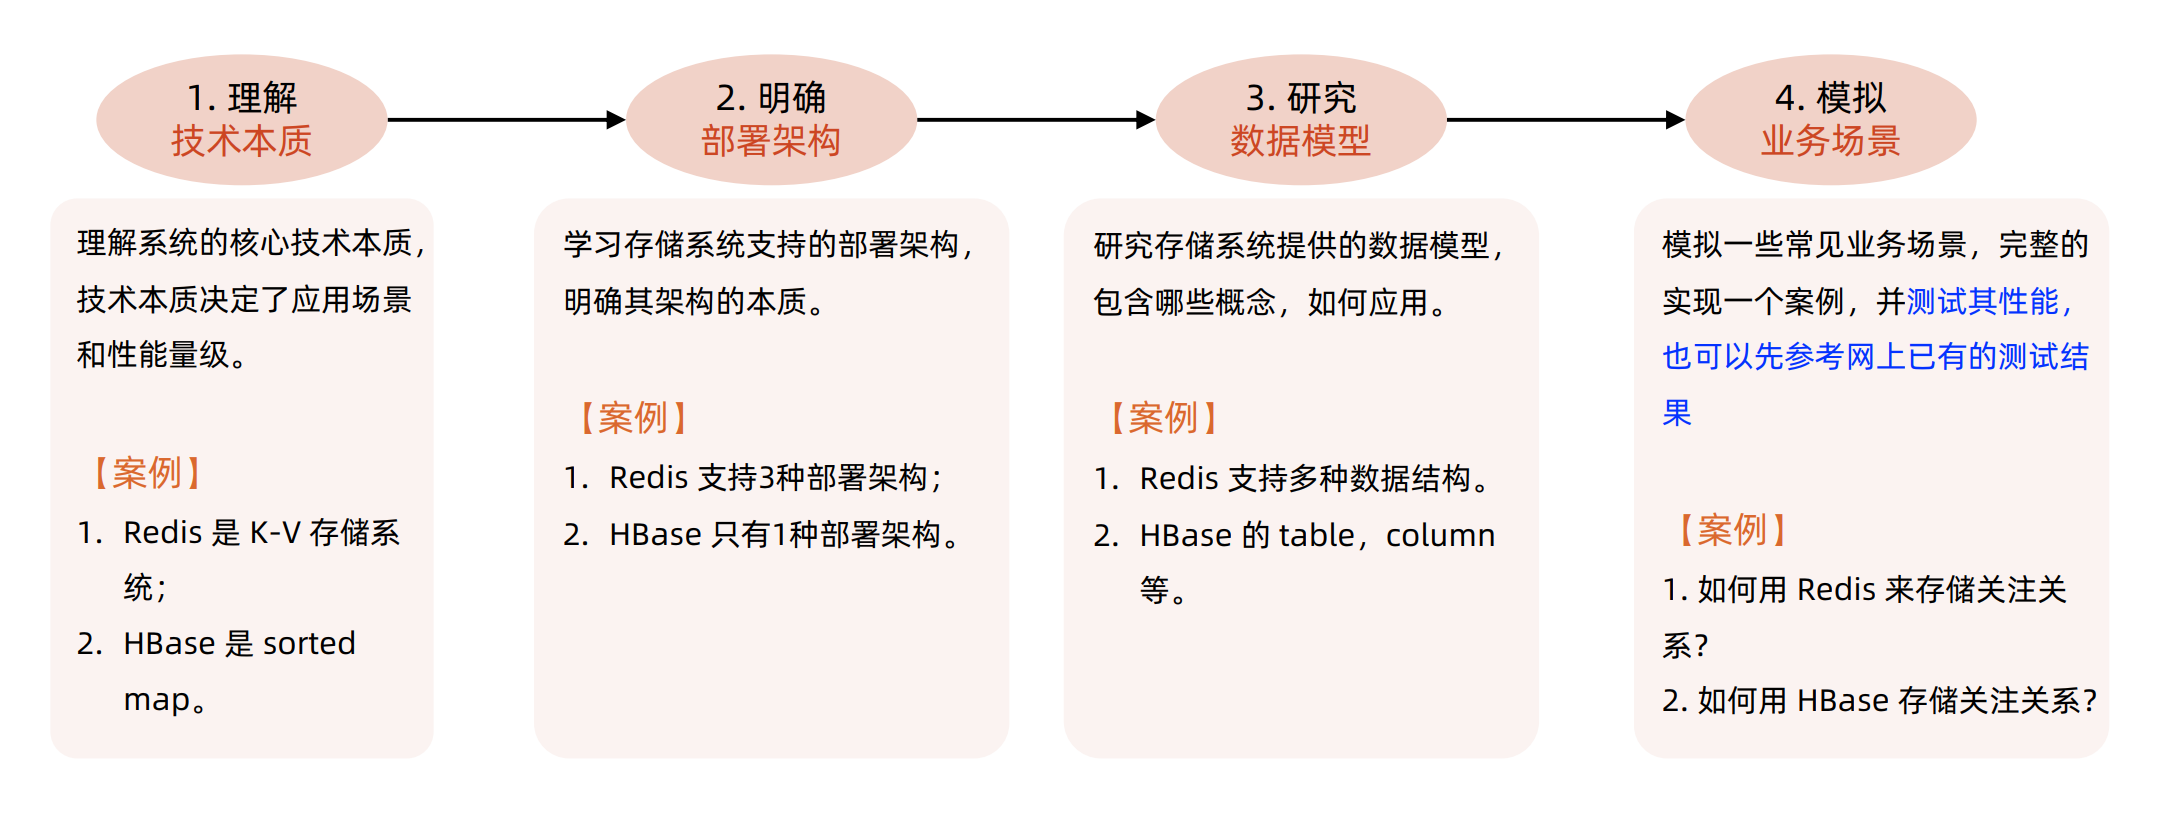 1. 理解
技术本质
2. 明确
部署架构
3. 研究
数据模型
4. 模拟
业务场景
理解系统的核心技术本质，
技术本质决定了应用场景
和性能量级。
【案例】
1. Redis 是 K-V 存储系
统；
2. HBase 是 sorted
map。
学习存储系统支持的部署架构，
明确其架构的本质。
【案例】
1. Redis 支持3种部署架构；
2. HBase 只有1种部署架构。
研究存储系统提供的数据模型，
包含哪些概念，如何应用。
【案例】
1. Redis 支持多种数据结构。
2. HBase 的 table，column
等。
模拟一些常见业务场景，完整的
实现一个案例，并测试其性能，
也可以先参考网上已有的测试结
果
【案例】
1. 如何用 Redis 来存储关注关
系？
2. 如何用 HBase 存储关注关系？